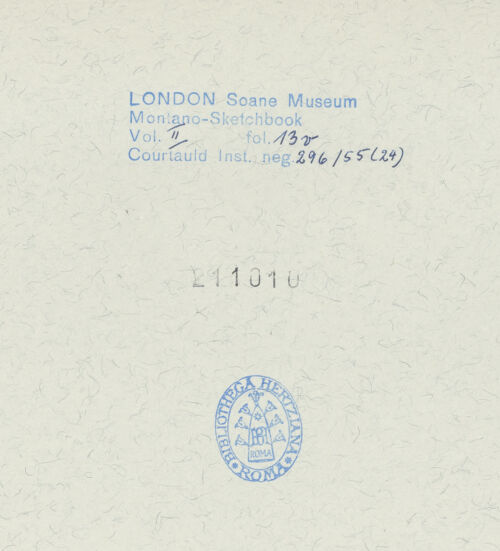 LONDON Soane Museum
Montano-Sketchbook
Vol. II fol. 13v
Courtauld Inst. neg. 296/55(24)
211010
BIBLIOTHECA HERTZIANA
ROMA
ROMA